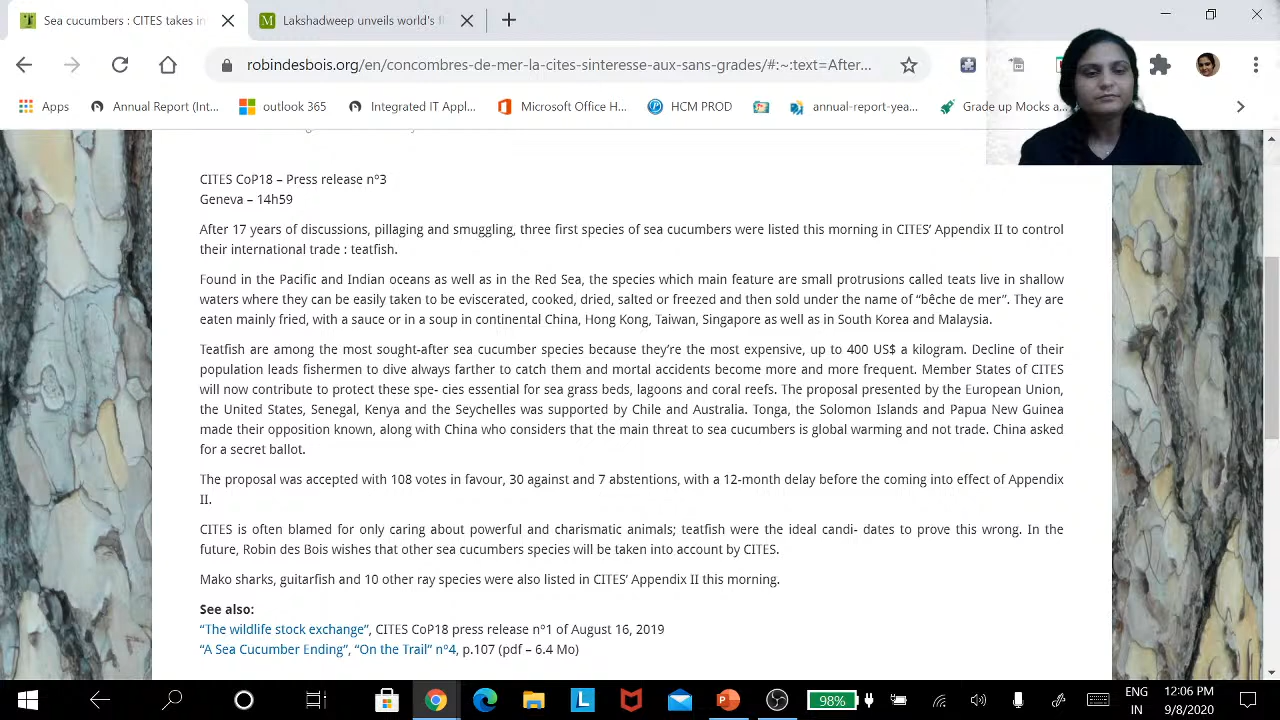 Sea cucumbers : CITES takes in
Lakshadweep unveils world's fi
robindesbois.org/en/concombres-de-mer-la-cites-sinteresse-aux-sans-grades/#:~:text=After...
Apps
Annual Report (Int...
outlook 365
Integrated IT Appl...
Microsoft Office H...
HCM PROD
annual-report-yea...
Grade up Mocks a...
CITES CoP18 – Press release n°3
Geneva – 14h59
After 17 years of discussions, pillaging and smuggling, three first species of sea cucumbers were listed this morning in CITES' Appendix II to control
their international trade : teatfish.
Found in the Pacific and Indian oceans as well as in the Red Sea, the species which main feature are small protrusions called teats live in shallow
waters where they can be easily taken to be eviscerated, cooked, dried, salted or freezed and then sold under the name of “bêche de mer”. They are
eaten mainly fried, with a sauce or in a soup in continental China, Hong Kong, Taiwan, Singapore as well as in South Korea and Malaysia.
Teatfish are among the most sought-after sea cucumber species because they're the most expensive, up to 400 US$ a kilogram. Decline of their
population leads fishermen to dive always farther to catch them and mortal accidents become more and more frequent. Member States of CITES
will now contribute to protect these spe- cies essential for sea grass beds, lagoons and coral reefs. The proposal presented by the European Union,
the United States, Senegal, Kenya and the Seychelles was supported by Chile and Australia. Tonga, the Solomon Islands and Papua New Guinea
made their opposition known, along with China who considers that the main threat to sea cucumbers is global warming and not trade. China asked
for a secret ballot.
The proposal was accepted with 108 votes in favour, 30 against and 7 abstentions, with a 12-month delay before the coming into effect of Appendix
II.
CITES is often blamed for only caring about powerful and charismatic animals; teatfish were the ideal candi- dates to prove this wrong. In the
future, Robin des Bois wishes that other sea cucumbers species will be taken into account by CITES.
Mako sharks, guitarfish and 10 other ray species were also listed in CITES' Appendix II this morning.
See also:
“The wildlife stock exchange”, CITES CoP18 press release n°1 of August 16, 2019
“A Sea Cucumber Ending”, “On the Trail” n°4, p.107 (pdf – 6.4 Mo)
98%
ENG
IN
12:06 PM
9/8/2020